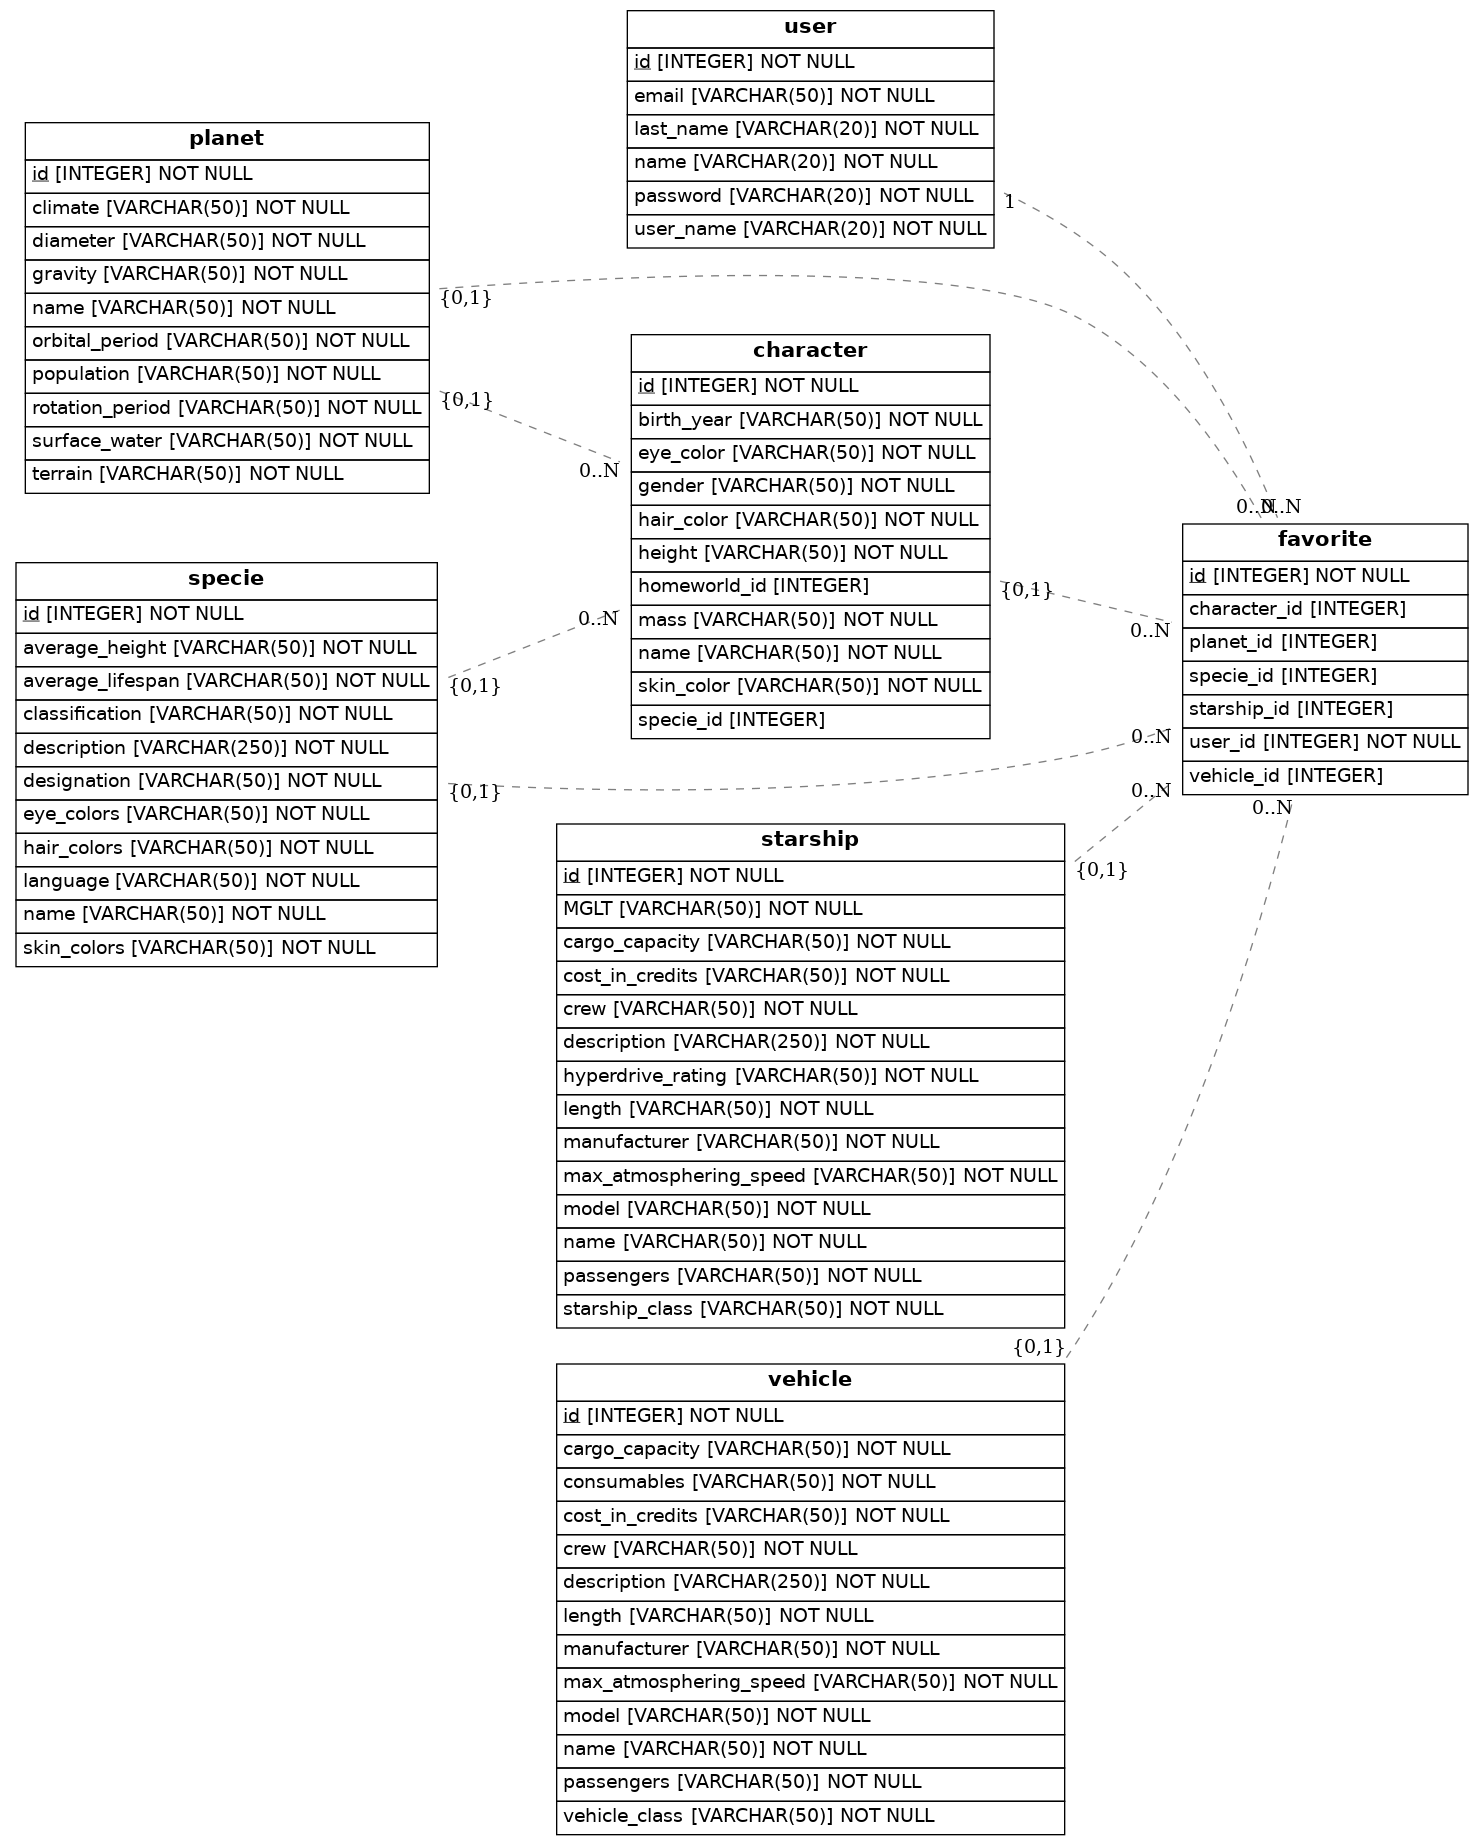 user
id [INTEGER] NOT NULL
email [VARCHAR(50)] NOT NULL
last_name [VARCHAR(20)] NOT NULL
name [VARCHAR(20)] NOT NULL
password [VARCHAR(20)] NOT NULL
user_name [VARCHAR(20)] NOT NULL
1
planet
id [INTEGER] NOT NULL
climate [VARCHAR(50)] NOT NULL
diameter [VARCHAR(50)] NOT NULL
gravity [VARCHAR(50)] NOT NULL
name [VARCHAR(50)] NOT NULL
orbital_period [VARCHAR(50)] NOT NULL
population [VARCHAR(50)] NOT NULL
rotation_period [VARCHAR(50)] NOT NULL
surface_water [VARCHAR(50)] NOT NULL
terrain [VARCHAR(50)] NOT NULL
{0,1}
{0,1}
0..N
character
id [INTEGER] NOT NULL
birth_year [VARCHAR(50)] NOT NULL
eye_color [VARCHAR(50)] NOT NULL
gender [VARCHAR(50)] NOT NULL
hair_color [VARCHAR(50)] NOT NULL
height [VARCHAR(50)] NOT NULL
homeworld_id [INTEGER]
mass [VARCHAR(50)] NOT NULL
name [VARCHAR(50)] NOT NULL
skin_color [VARCHAR(50)] NOT NULL
specie_id [INTEGER]
{0,1}
0..N
0..N
0..N
favorite
id [INTEGER] NOT NULL
character_id [INTEGER]
planet_id [INTEGER]
specie_id [INTEGER]
starship_id [INTEGER]
user_id [INTEGER] NOT NULL
vehicle_id [INTEGER]
0..N
0..N
0..N
specie
id [INTEGER] NOT NULL
average_height [VARCHAR(50)] NOT NULL
average_lifespan [VARCHAR(50)] NOT NULL
classification [VARCHAR(50)] NOT NULL
description [VARCHAR(250)] NOT NULL
designation [VARCHAR(50)] NOT NULL
eye_colors [VARCHAR(50)] NOT NULL
hair_colors [VARCHAR(50)] NOT NULL
language [VARCHAR(50)] NOT NULL
name [VARCHAR(50)] NOT NULL
skin_colors [VARCHAR(50)] NOT NULL
0..N
{0,1}
{0,1}
starship
id [INTEGER] NOT NULL
MGLT [VARCHAR(50)] NOT NULL
cargo_capacity [VARCHAR(50)] NOT NULL
cost_in_credits [VARCHAR(50)] NOT NULL
crew [VARCHAR(50)] NOT NULL
description [VARCHAR(250)] NOT NULL
hyperdrive_rating [VARCHAR(50)] NOT NULL
length [VARCHAR(50)] NOT NULL
manufacturer [VARCHAR(50)] NOT NULL
max_atmosphering_speed [VARCHAR(50)] NOT NULL
model [VARCHAR(50)] NOT NULL
name [VARCHAR(50)] NOT NULL
passengers [VARCHAR(50)] NOT NULL
starship_class [VARCHAR(50)] NOT NULL
{0,1}
{0,1}
vehicle
id [INTEGER] NOT NULL
cargo_capacity [VARCHAR(50)] NOT NULL
consumables [VARCHAR(50)] NOT NULL
cost_in_credits [VARCHAR(50)] NOT NULL
crew [VARCHAR(50)] NOT NULL
description [VARCHAR(250)] NOT NULL
length [VARCHAR(50)] NOT NULL
manufacturer [VARCHAR(50)] NOT NULL
max_atmosphering_speed [VARCHAR(50)] NOT NULL
model [VARCHAR(50)] NOT NULL
name [VARCHAR(50)] NOT NULL
passengers [VARCHAR(50)] NOT NULL
vehicle_class [VARCHAR(50)] NOT NULL